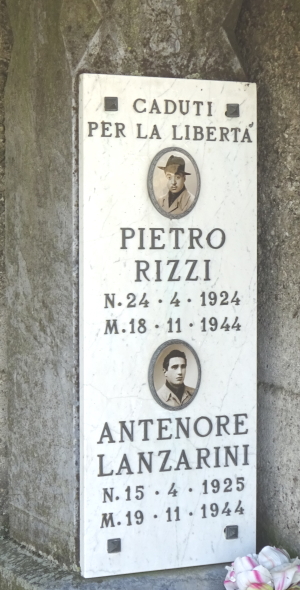 CADUTI
PER LA LIBERTÀ
PIETRO
RIZZI
N. 24 · 4 · 1924
M. 18 · 11 · 1944
ANTENORE
LANZARINI
N. 15 · 4 · 1925
M. 19 · 11 · 1944